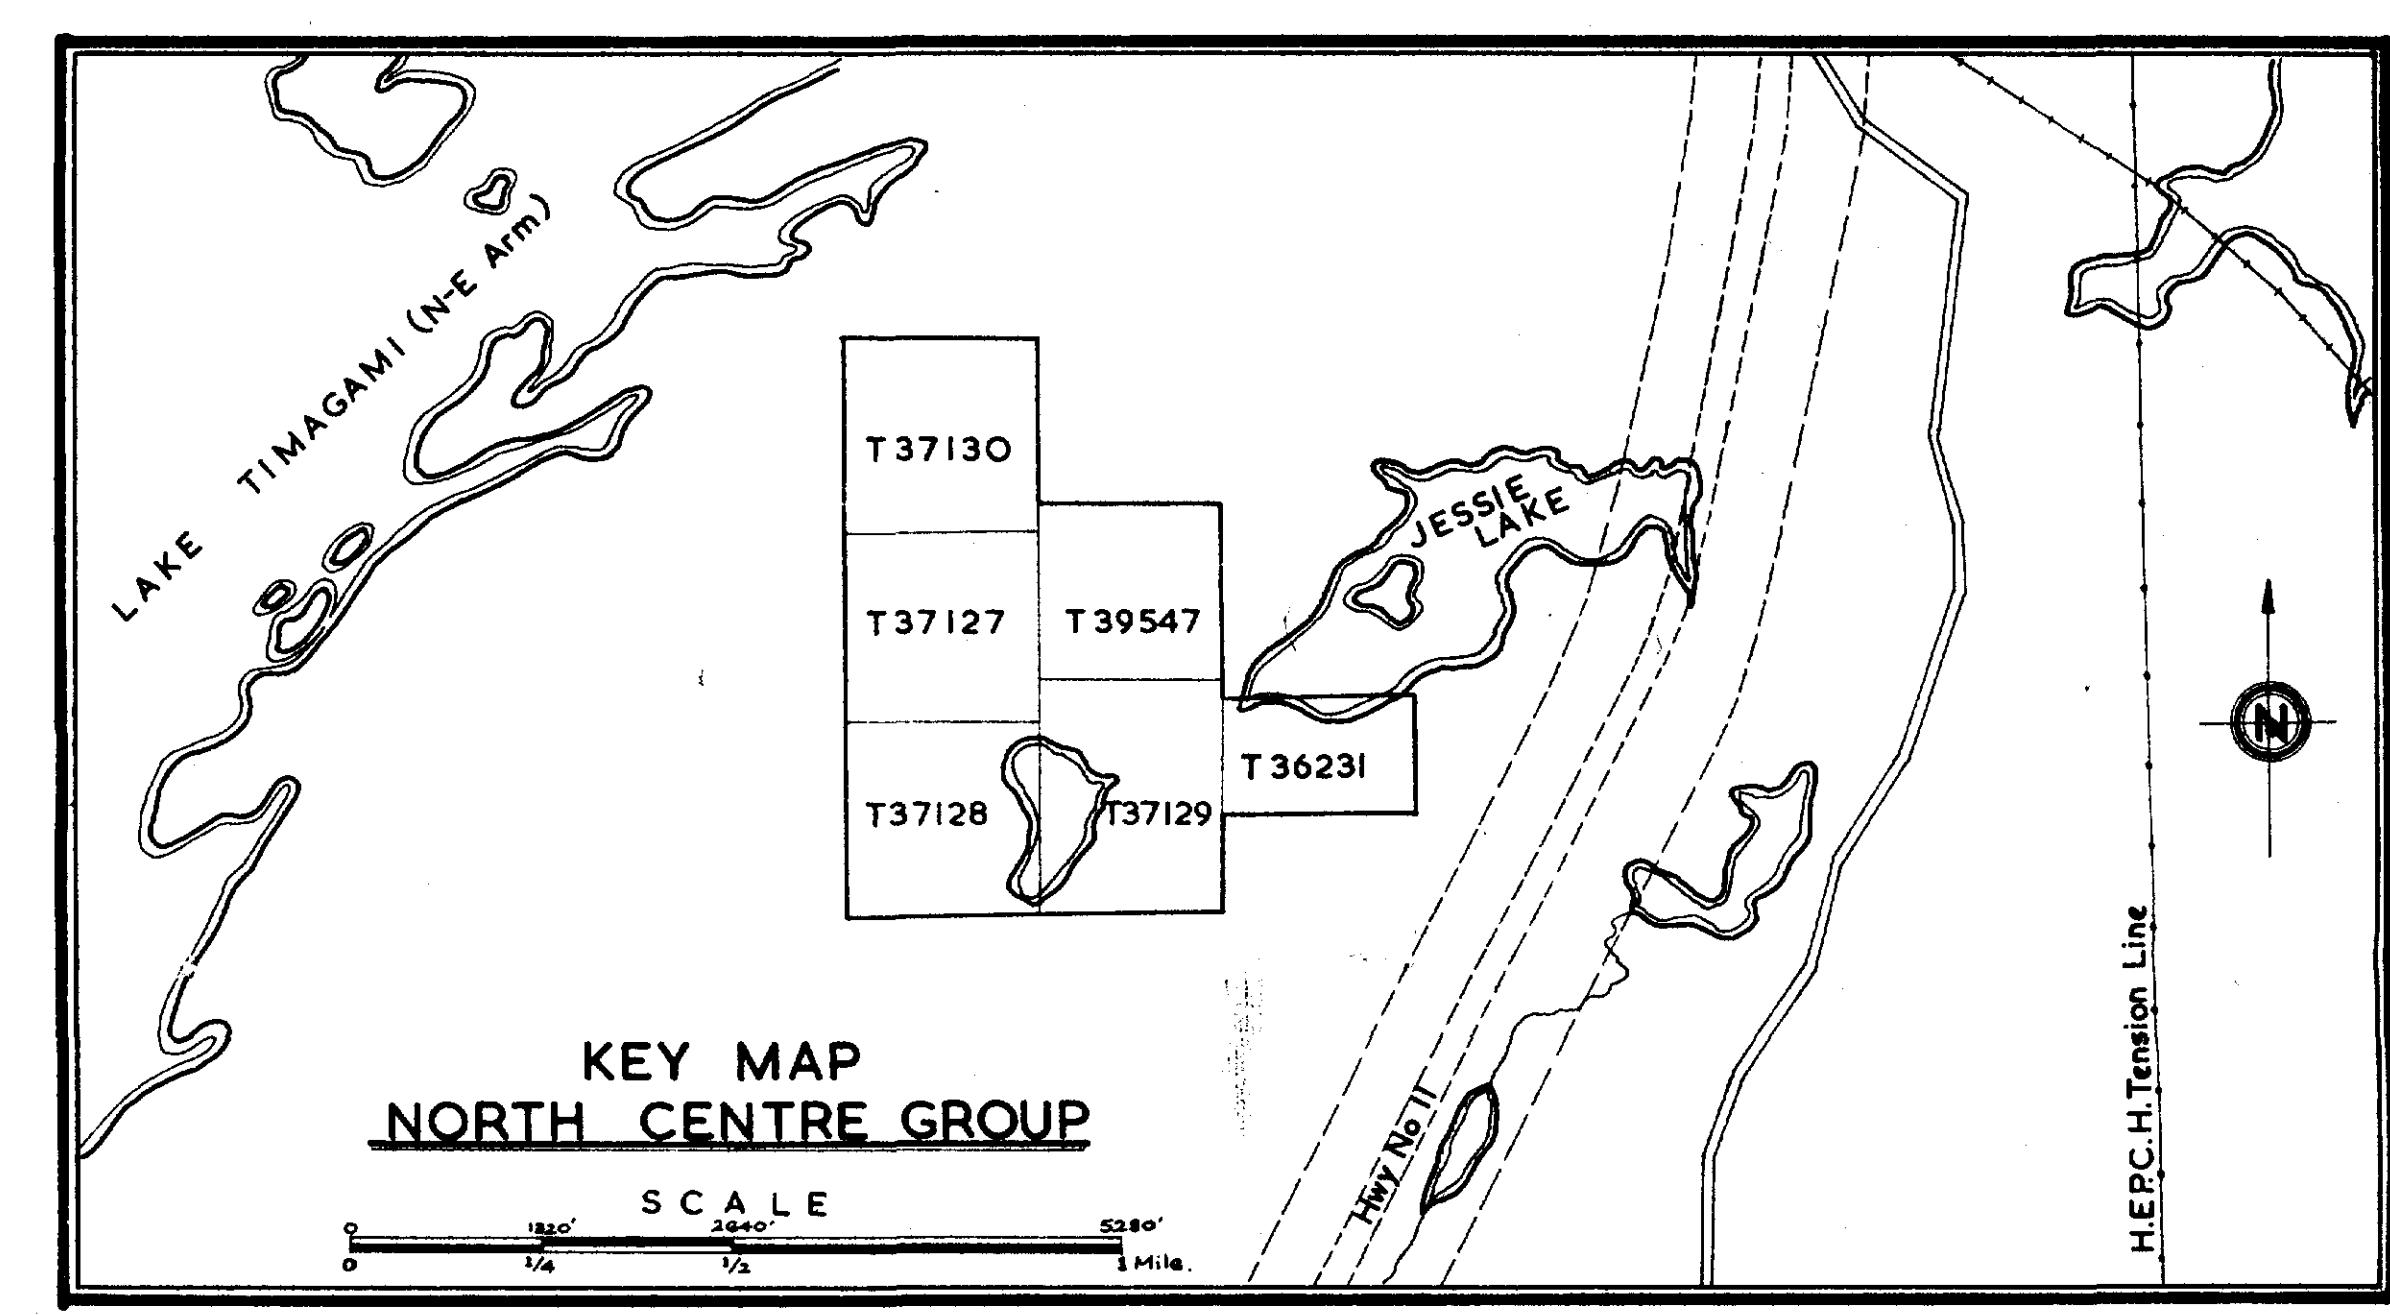 LAKE TIMAGAMI (N-E Arm)
T37130
T37127
T39547
JESSIE
LAKE
T37128
T37129
T36231
N
Hwy No 11
H.E.P.C.H.Tension Line
KEY MAP
NORTH CENTRE GROUP
SCALE
0 1320' 2640' 5280'
0 1/4 1/2 1 Mile.